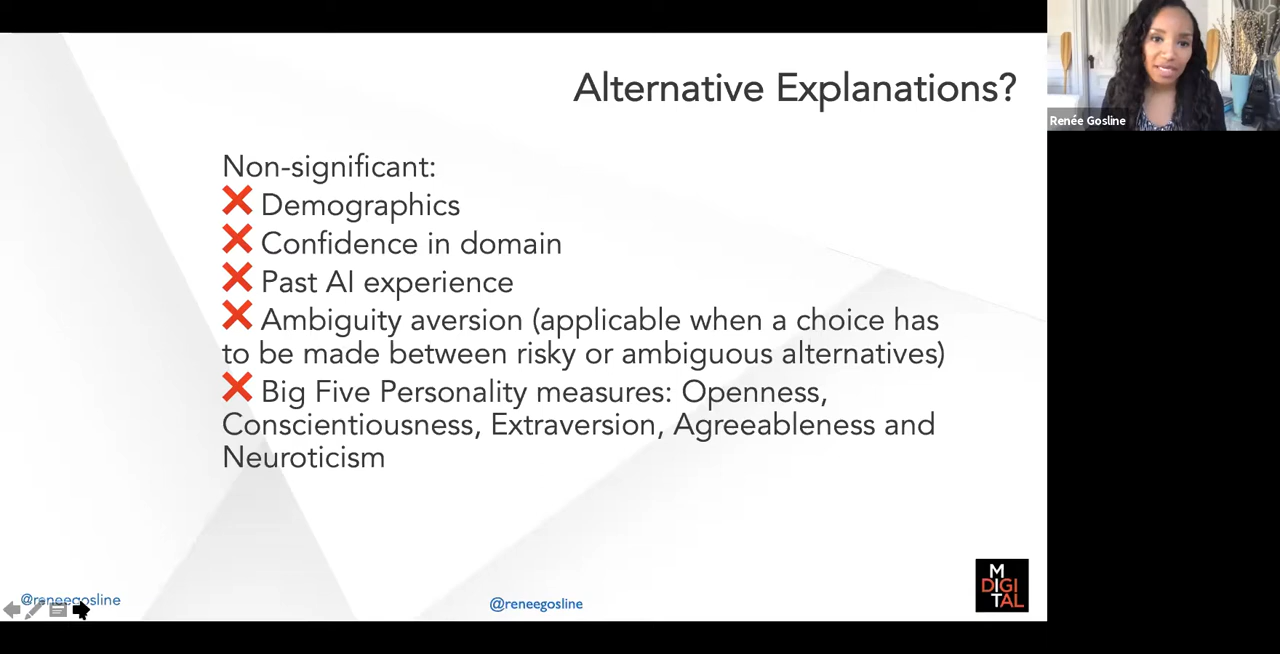 Alternative Explanations?
Renée Gosline
Non-significant:
❌ Demographics
❌ Confidence in domain
❌ Past AI experience
❌ Ambiguity aversion (applicable when a choice has
to be made between risky or ambiguous alternatives)
❌ Big Five Personality measures: Openness,
Conscientiousness, Extraversion, Agreeableness and
Neuroticism
@reneegosline
@reneegosline
M
DIGI
TAL